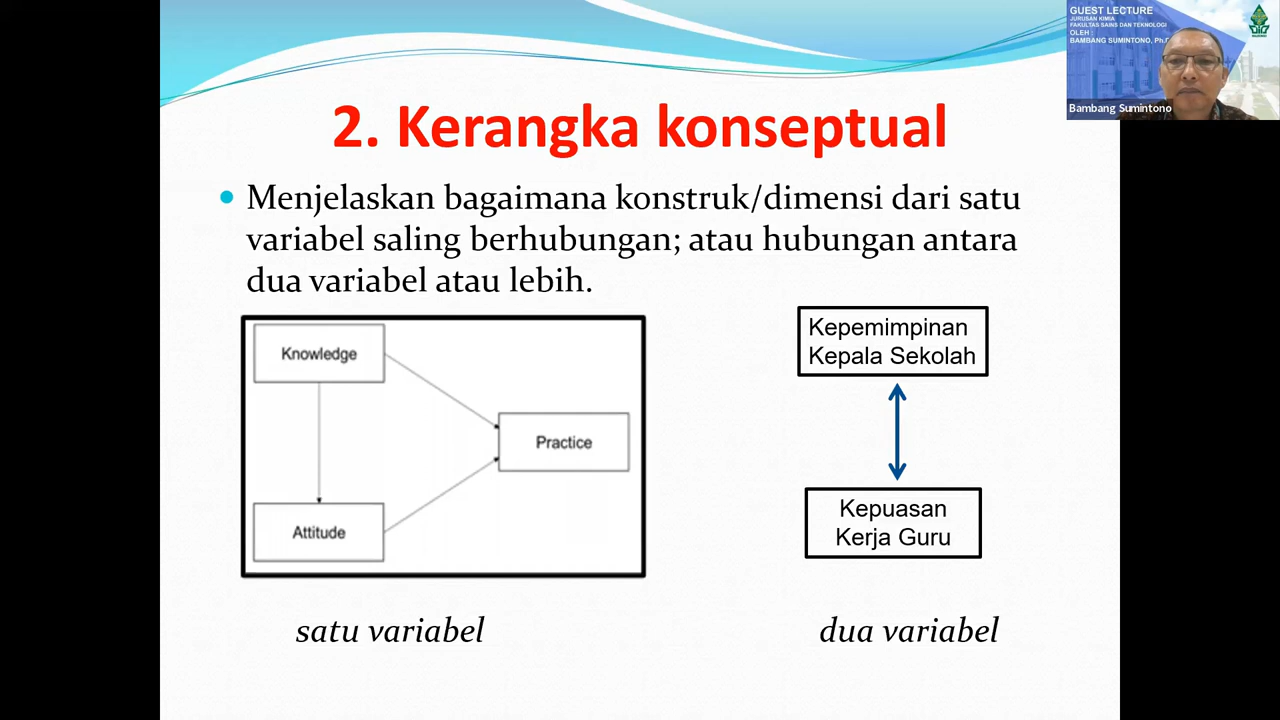 GUEST LECTURE
JURUSAN KIMIA
FAKULTAS SAINS DAN TEKNOLOGI
OLEH :
BAMBANG SUMINTONO, Ph.D
Bambang Sumintono
2. Kerangka konseptual
Menjelaskan bagaimana konstruk/dimensi dari satu
variabel saling berhubungan; atau hubungan antara
dua variabel atau lebih.
Knowledge
Practice
Attitude
satu variabel
Kepemimpinan
Kepala Sekolah
Kepuasan
Kerja Guru
dua variabel